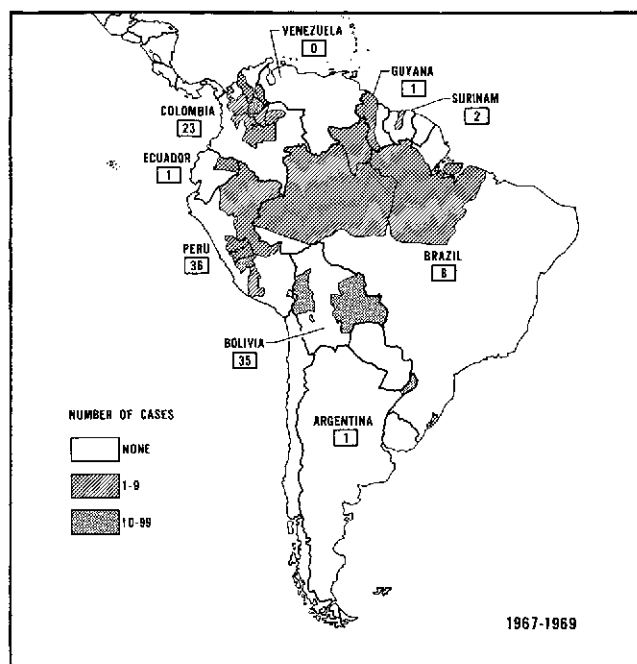 VENEZUELA
0
GUYANA
1
SURINAM
2
COLOMBIA
23
ECUADOR
1
PERU
36
BRAZIL
6
BOLIVIA
35
ARGENTINA
1
NUMBER OF CASES
NONE
1-9
10-99
1967-1969